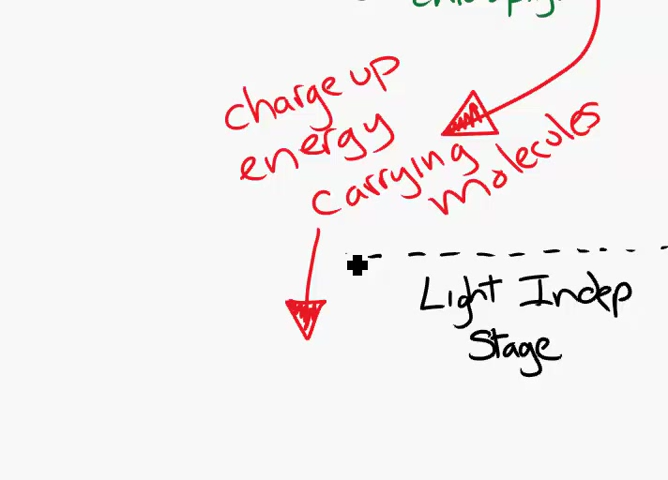 charge up
energy
carrying
molecules
Light Indep
Stage